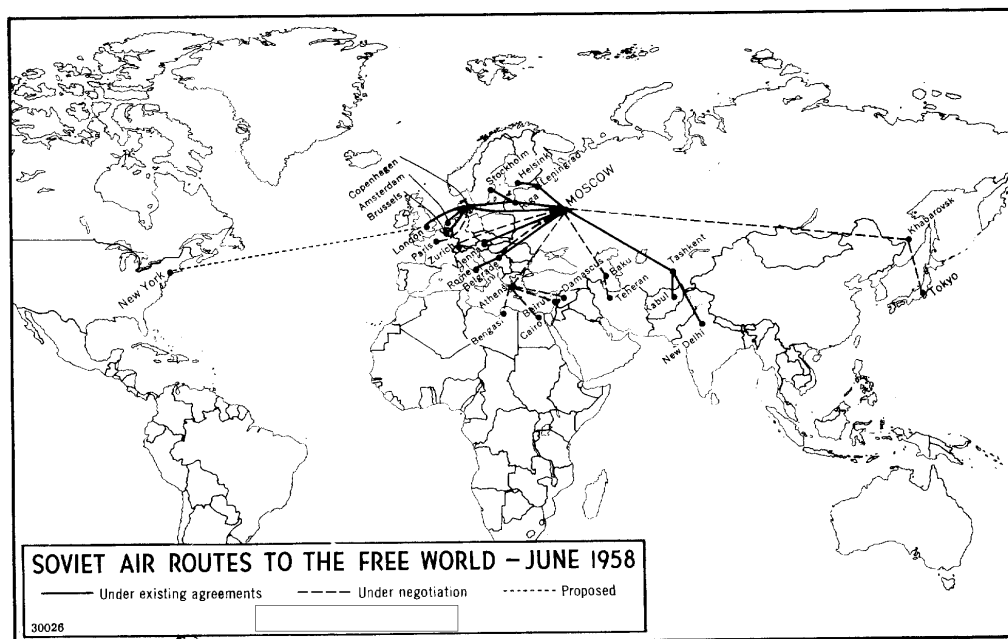 Copenhagen
Amsterdam
Brussels
London
Paris
Zurich
Vienna
Rome
Belgrade
Athens
Bengasi
Cairo
Beirut
Damascus
Stockholm
Helsinki
Leningrad
Riga
MOSCOW
Baku
Teheran
Tashkent
Kabul
New Delhi
Khabarovsk
Tokyo
New York
SOVIET AIR ROUTES TO THE FREE WORLD – JUNE 1958
Under existing agreements Under negotiation Proposed
30026